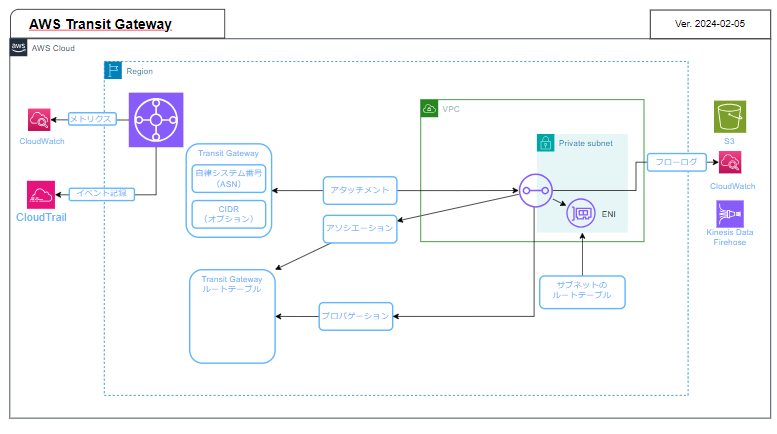 AWS Transit Gateway
Ver. 2024-02-05
aws
AWS Cloud
Region
メトリクス
CloudWatch
イベント記録
CloudTrail
Transit Gateway
自律システム番号
（ASN）
CIDR
（オプション）
アタッチメント
アソシエーション
Transit Gateway
ルートテーブル
プロパゲーション
VPC
Private subnet
ENI
サブネットの
ルートテーブル
フローログ
S3
CloudWatch
Kinesis Data
Firehose